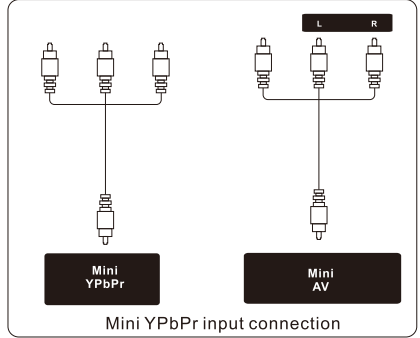 L R
Mini
YPbPr
Mini
AV
Mini YPbPr input connection